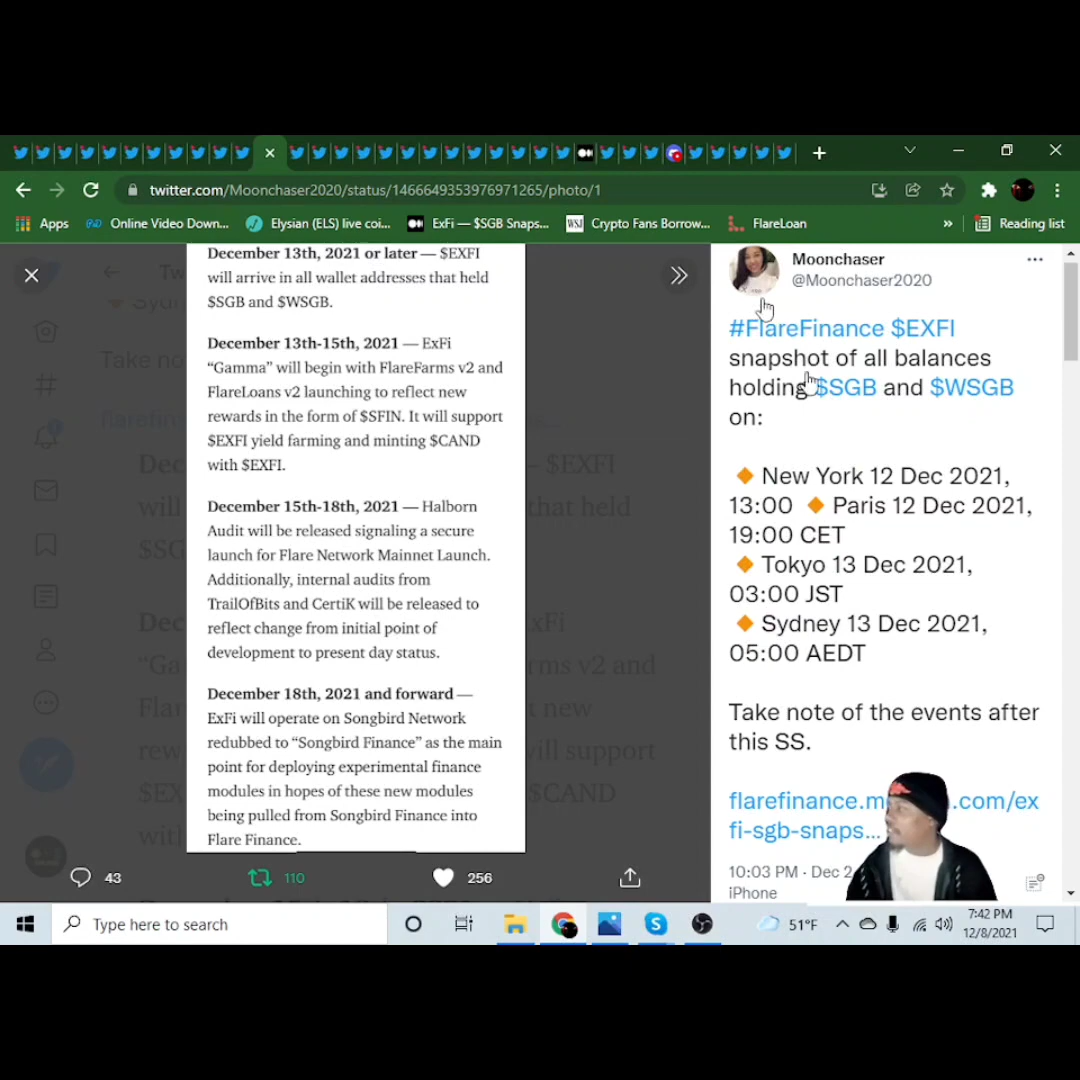 twitter.com/Moonchaser2020/status/1466649353976971265/photo/1
Apps
Online Video Down...
Elysian (ELS) live coi...
ExFi — $SGB Snaps...
WSJ
Crypto Fans Borrow...
FlareLoan
»
Reading list
December 13th, 2021 or later — $EXFI
will arrive in all wallet addresses that held
$SGB and $WSGB.
December 13th-15th, 2021 — ExFi
“Gamma” will begin with FlareFarms v2 and
FlareLoans v2 launching to reflect new
rewards in the form of $SFIN. It will support
$EXFI yield farming and minting $CAND
with $EXFI.
December 15th-18th, 2021 — Halborn
Audit will be released signaling a secure
launch for Flare Network Mainnet Launch.
Additionally, internal audits from
TrailOfBits and CertiK will be released to
reflect change from initial point of
development to present day status.
December 18th, 2021 and forward —
ExFi will operate on Songbird Network
redubbed to “Songbird Finance” as the main
point for deploying experimental finance
modules in hopes of these new modules
being pulled from Songbird Finance into
Flare Finance.
43
110
256
Moonchaser
@Moonchaser2020
#FlareFinance $EXFI
snapshot of all balances
holding $SGB and $WSGB
on:
🔸 New York 12 Dec 2021,
13:00 🔸 Paris 12 Dec 2021,
19:00 CET
🔸 Tokyo 13 Dec 2021,
03:00 JST
🔸 Sydney 13 Dec 2021,
05:00 AEDT
Take note of the events after
this SS.
flarefinance.m .com/ex
fi-sgb-snaps...
10:03 PM · Dec 2
iPhone
Type here to search
51°F
7:42 PM
12/8/2021